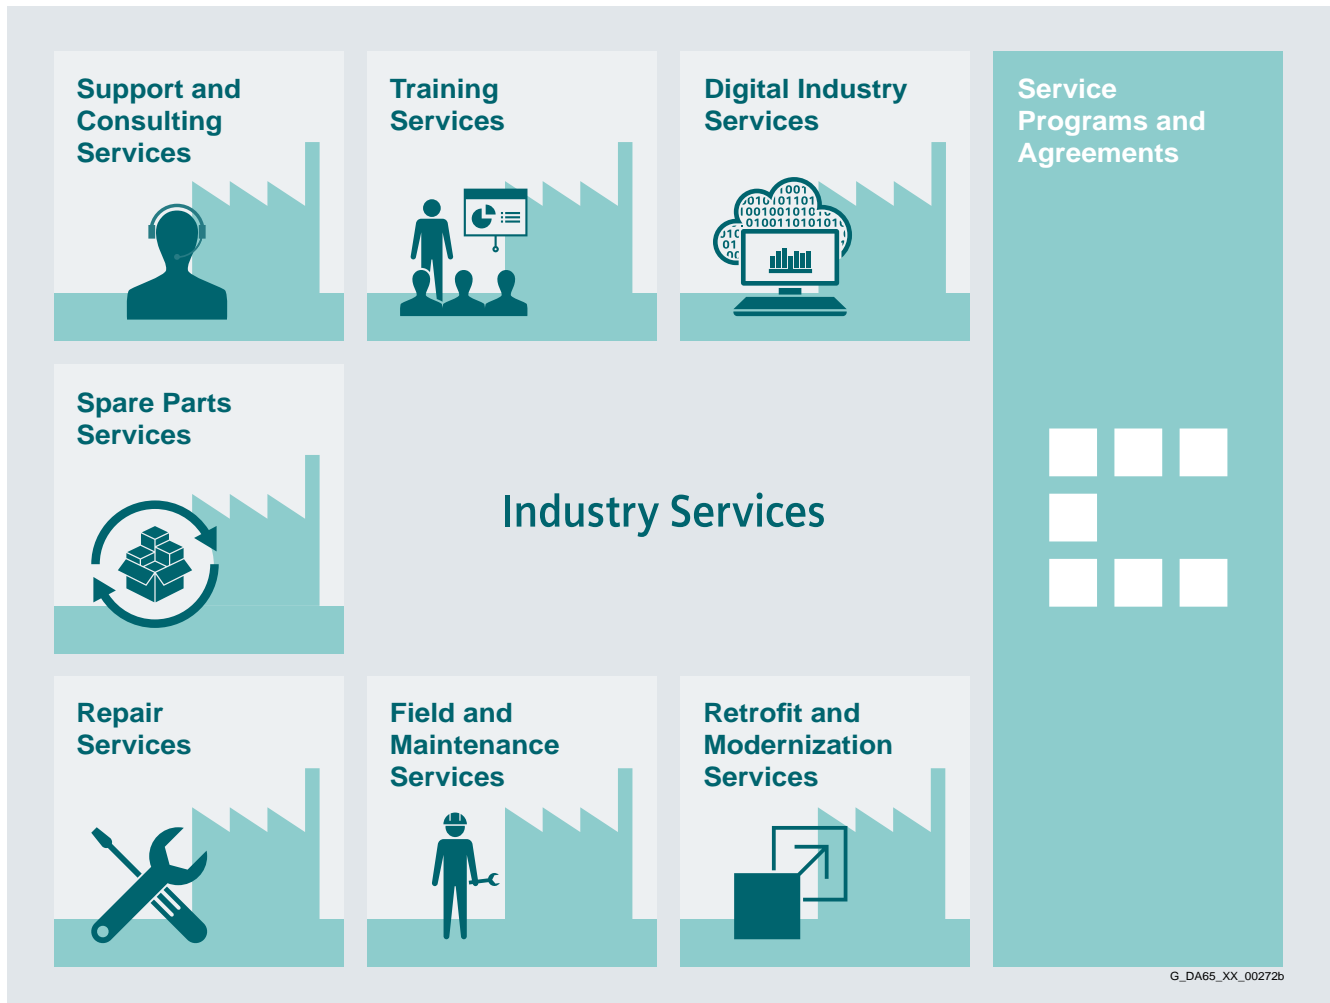 Support and
Consulting
Services
Training
Services
Digital Industry
Services
Service
Programs and
Agreements
Spare Parts
Services
Industry Services
Repair
Services
Field and
Maintenance
Services
Retrofit and
Modernization
Services
G_DA65_XX_00272b